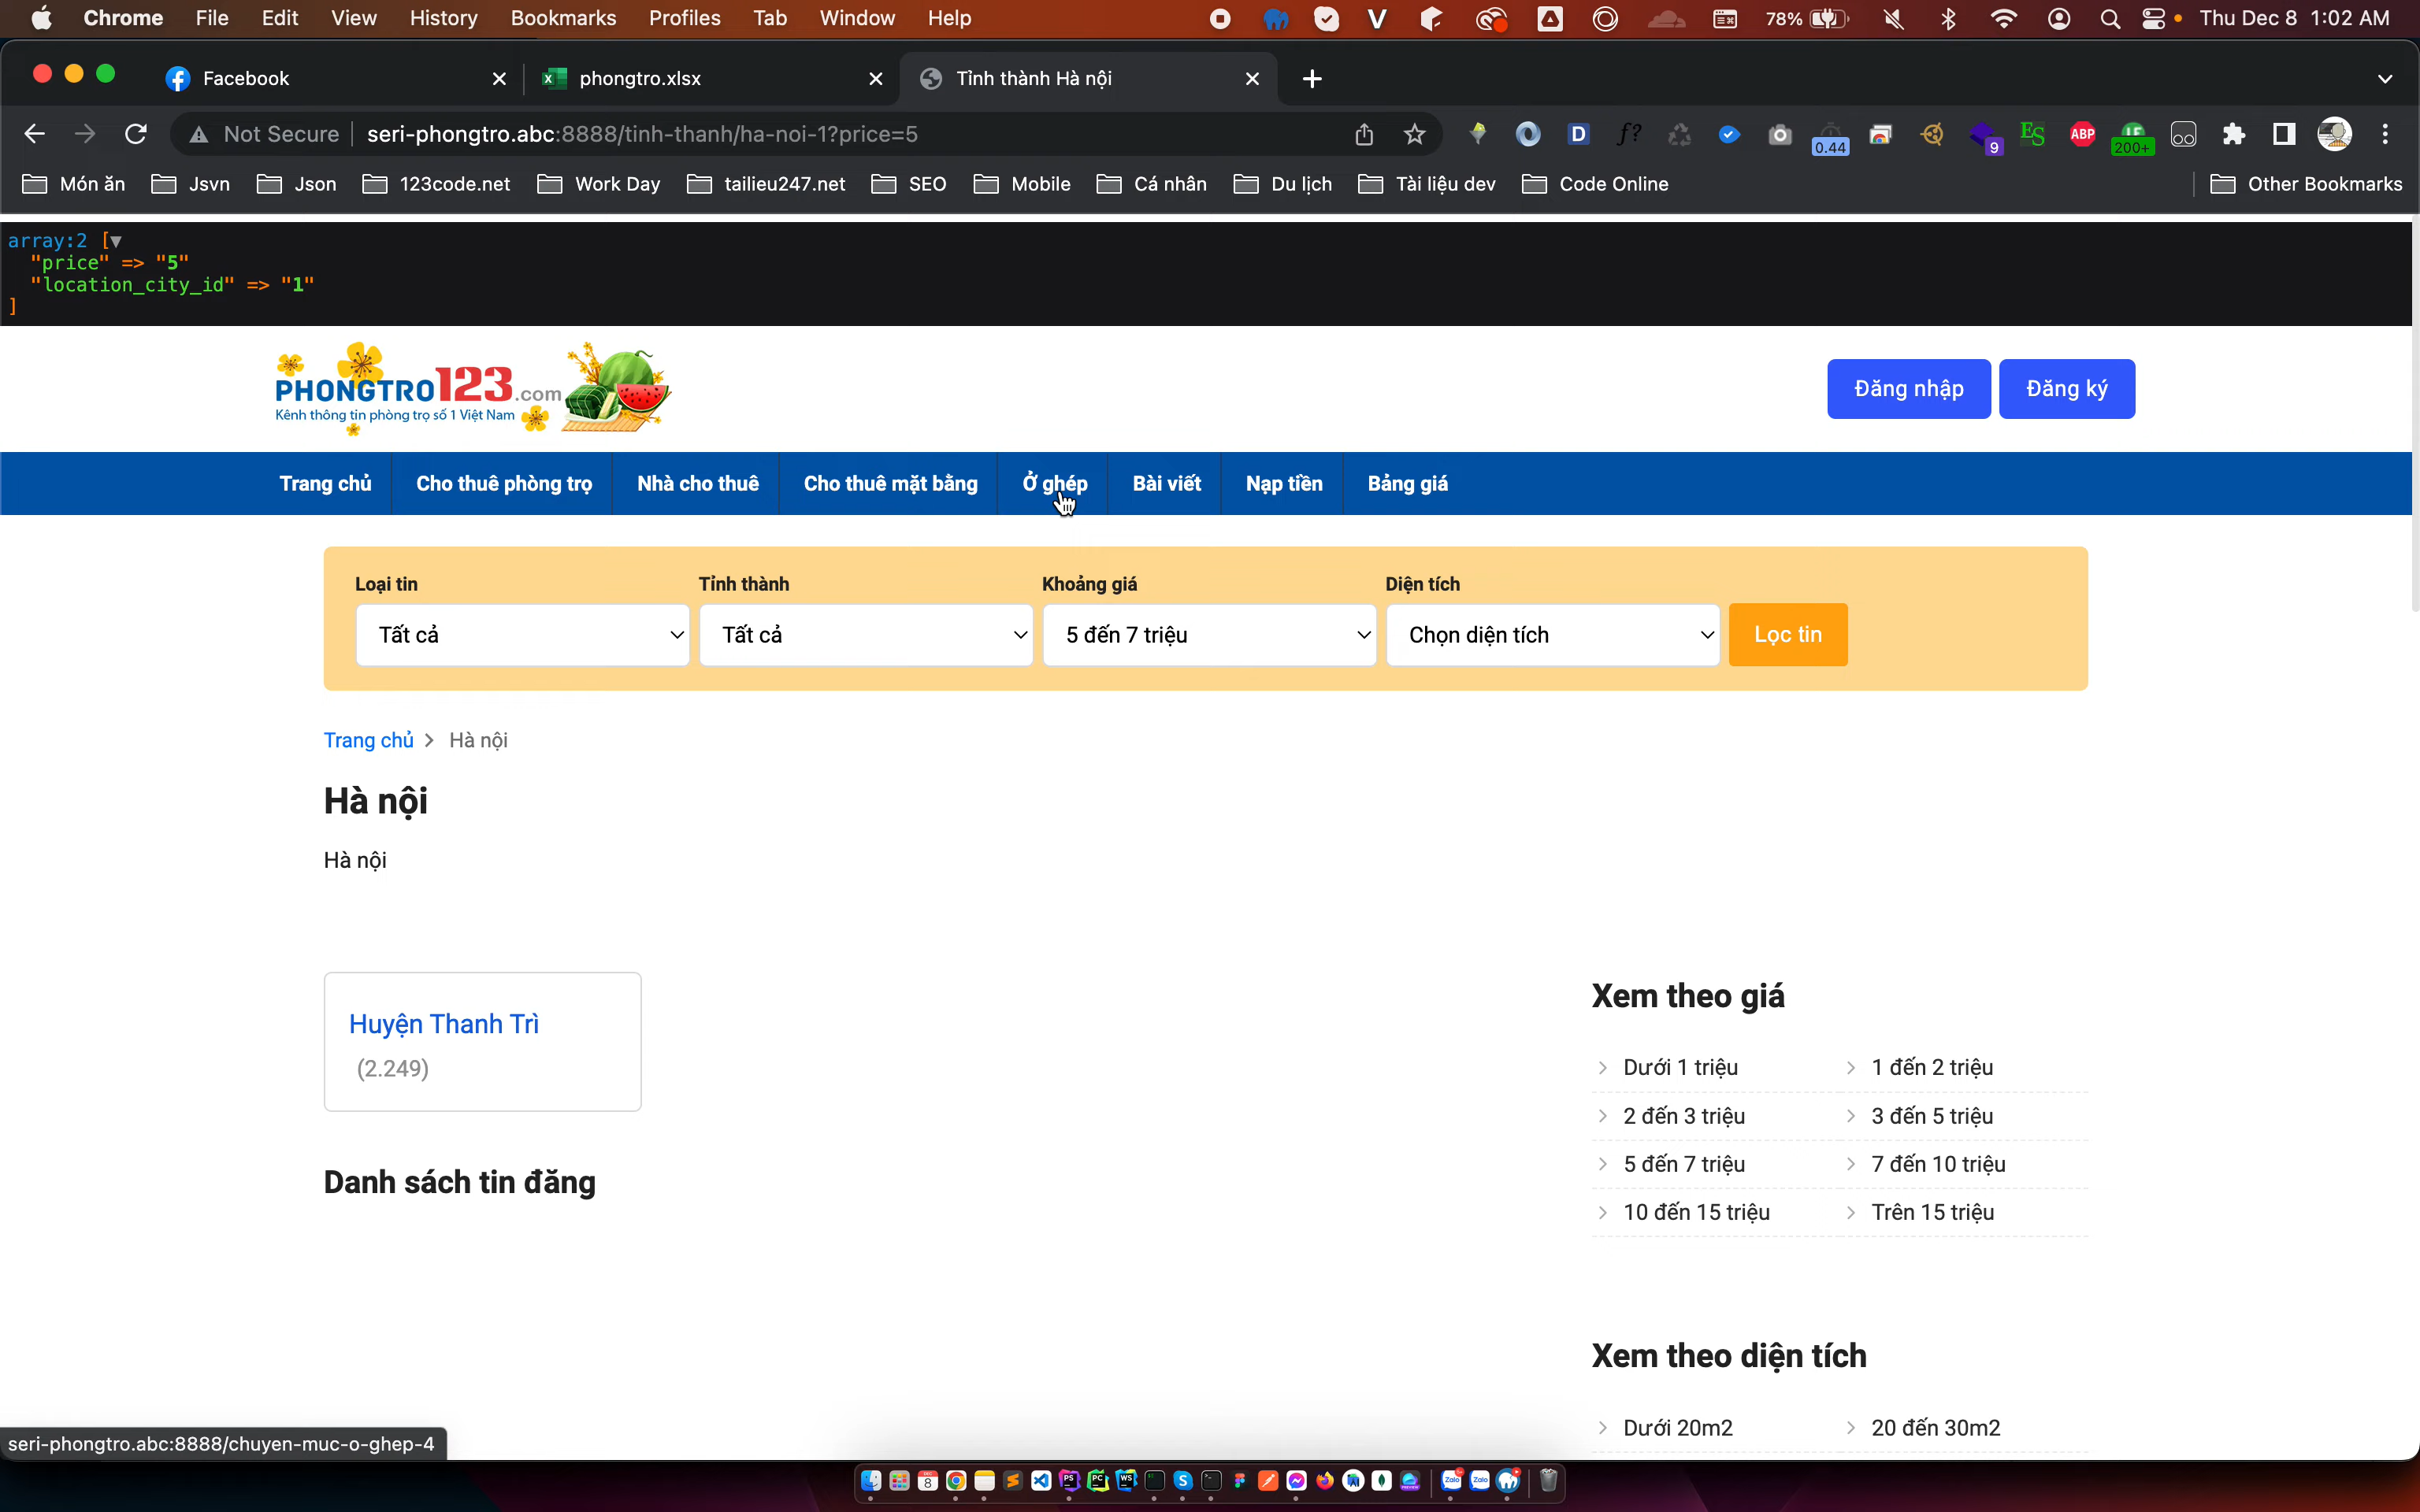 Chrome File Edit View History Bookmarks Profiles Tab Window Help 78% Thu Dec 8 1:02 AM
Facebook phongtro.xlsx Tỉnh thành Hà nội
Not Secure seri-phongtro.abc:8888/tinh-thanh/ha-noi-1?price=5 D ƒ? 0.44 9 ES ABP LF 200+
Món ăn Jsvn Json 123code.net Work Day tailieu247.net SEO Mobile Cá nhân Du lịch Tài liệu dev Code Online Other Bookmarks
array:2 [▼
"price" => "5"
"location_city_id" => "1"
]
PHONGTRO123.com
Kênh thông tin phòng trọ số 1 Việt Nam
Đăng nhập Đăng ký
Trang chủ Cho thuê phòng trọ Nhà cho thuê Cho thuê mặt bằng Ở ghép Bài viết Nạp tiền Bảng giá
Loại tin Tỉnh thành Khoảng giá Diện tích
Tất cả Tất cả 5 đến 7 triệu Chọn diện tích Lọc tin
Trang chủ > Hà nội
Hà nội
Hà nội
Huyện Thanh Trì
(2.249)
Danh sách tin đăng
Xem theo giá
Dưới 1 triệu 1 đến 2 triệu
2 đến 3 triệu 3 đến 5 triệu
5 đến 7 triệu 7 đến 10 triệu
10 đến 15 triệu Trên 15 triệu
Xem theo diện tích
Dưới 20m2 20 đến 30m2
seri-phongtro.abc:8888/chuyen-muc-o-ghep-4